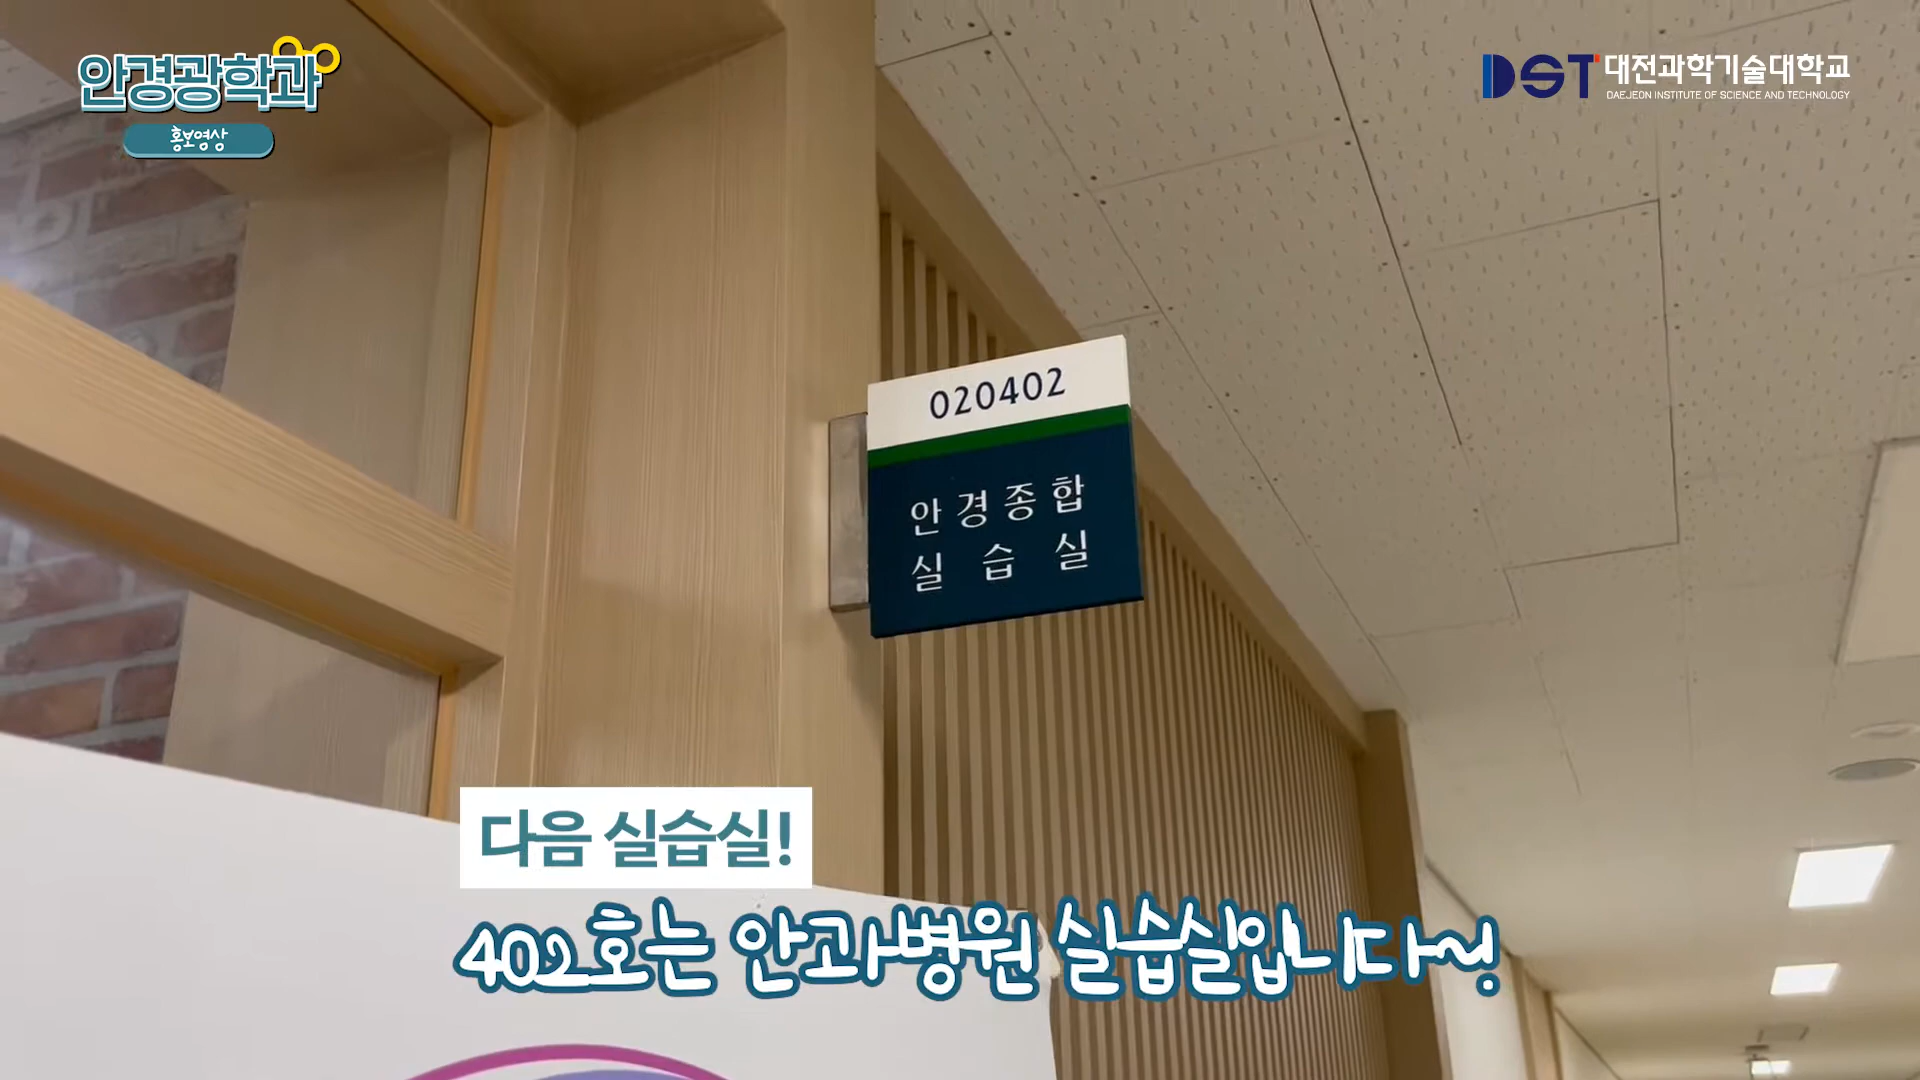 안경광학과
홍보영상
DST 대전과학기술대학교
DAEJEON INSTITUTE OF SCIENCE AND TECHNOLOGY
020402
안경종합
실습실
다음 실습실!
402호는 안과병원 실습실입니다~!